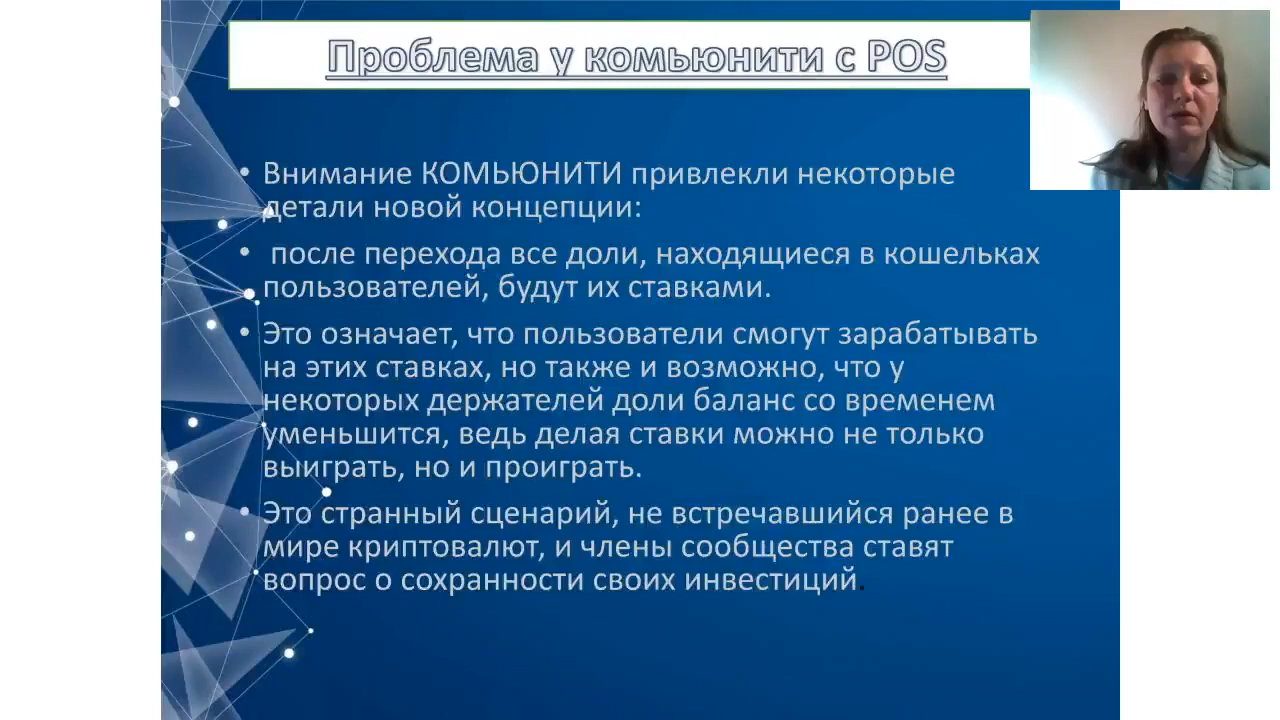 Проблема у комьюнити с POS
• Внимание КОМЬЮНИТИ привлекли некоторые
детали новой концепции:
• после перехода все доли, находящиеся в кошельках
пользователей, будут их ставками.
• Это означает, что пользователи смогут зарабатывать
на этих ставках, но также и возможно, что у
некоторых держателей доли баланс со временем
уменьшится, ведь делая ставки можно не только
выиграть, но и проиграть.
• Это странный сценарий, не встречавшийся ранее в
мире криптовалют, и члены сообщества ставят
вопрос о сохранности своих инвестиций.